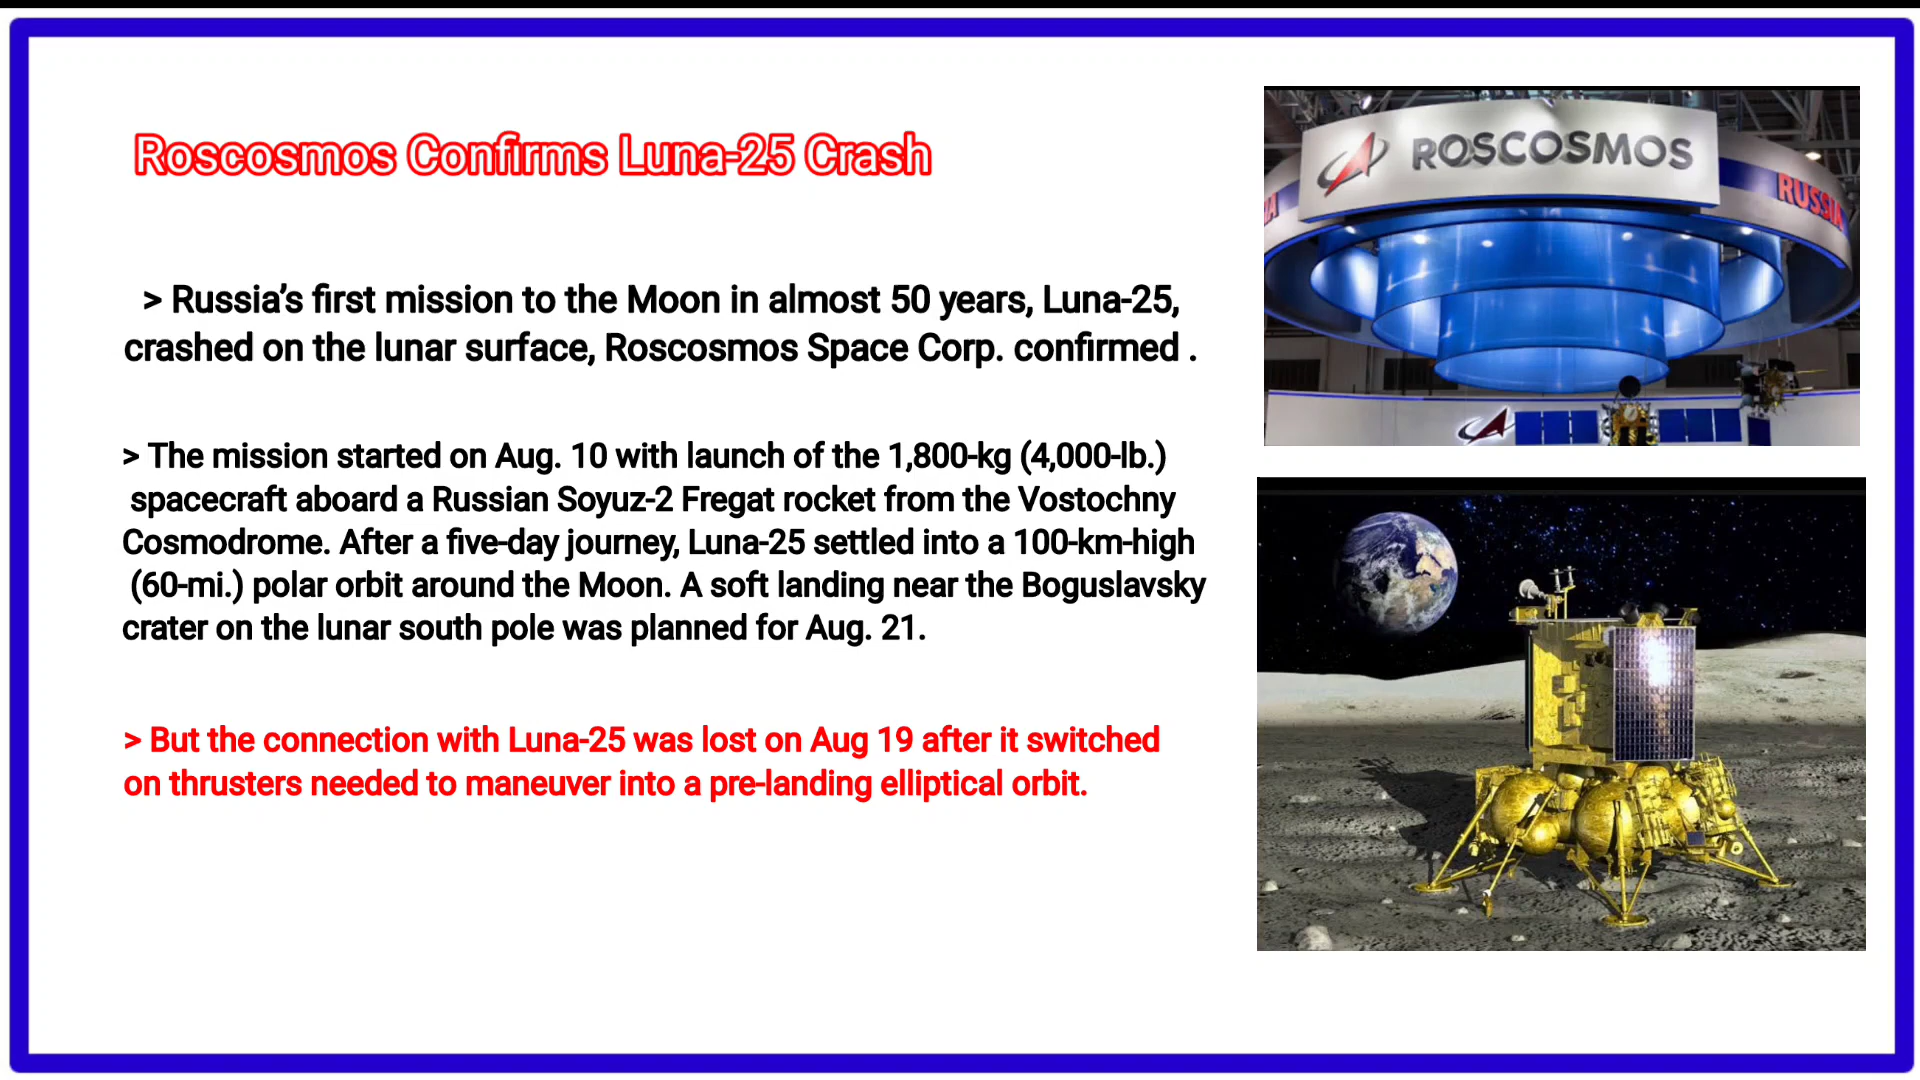 Roscosmos Confirms Luna-25 Crash
> Russia’s first mission to the Moon in almost 50 years, Luna-25,
crashed on the lunar surface, Roscosmos Space Corp. confirmed .
> The mission started on Aug. 10 with launch of the 1,800-kg (4,000-lb.)
spacecraft aboard a Russian Soyuz-2 Fregat rocket from the Vostochny
Cosmodrome. After a five-day journey, Luna-25 settled into a 100-km-high
(60-mi.) polar orbit around the Moon. A soft landing near the Boguslavsky
crater on the lunar south pole was planned for Aug. 21.
> But the connection with Luna-25 was lost on Aug 19 after it switched
on thrusters needed to maneuver into a pre-landing elliptical orbit.
ROSCOSMOS
RUSSIA
IA